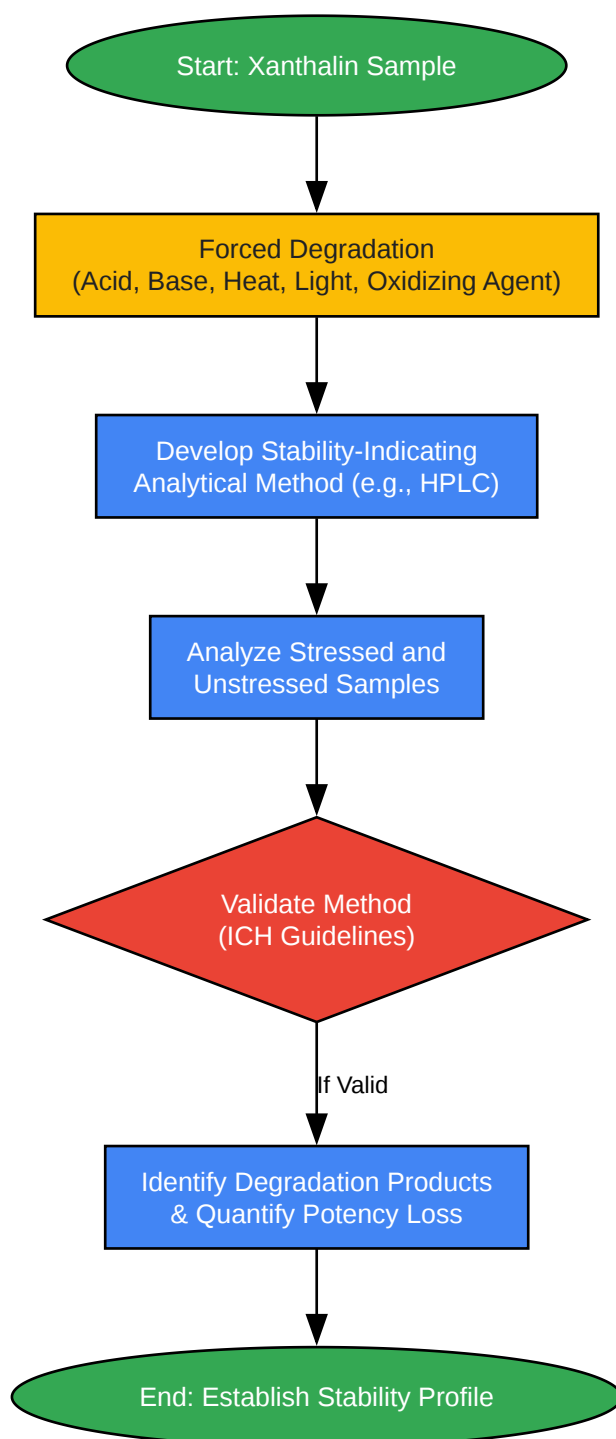 Start: Xanthalin Sample
Forced Degradation
(Acid, Base, Heat, Light, Oxidizing Agent)
Develop Stability-Indicating
Analytical Method (e.g., HPLC)
Analyze Stressed and
Unstressed Samples
Validate Method
(ICH Guidelines)
If Valid
Identify Degradation Products
& Quantify Potency Loss
End: Establish Stability Profile